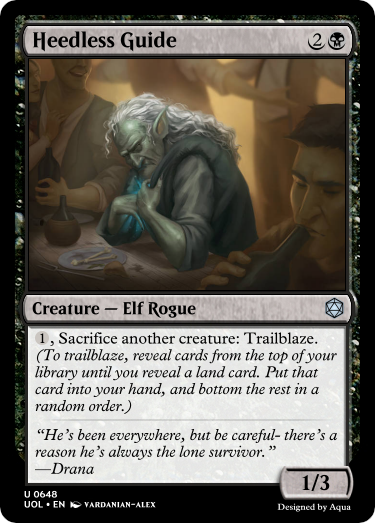 Heedless Guide 2
Creature — Elf Rogue
1, Sacrifice another creature: Trailblaze.
(To trailblaze, reveal cards from the top of your
library until you reveal a land card. Put that
card into your hand, and bottom the rest in a
random order.)
“He's been everywhere, but be careful- there's a
reason he's always the lone survivor.”
—Drana
1/3
U 0648
UOL • EN VARDANIAN-ALEX
Designed by Aqua